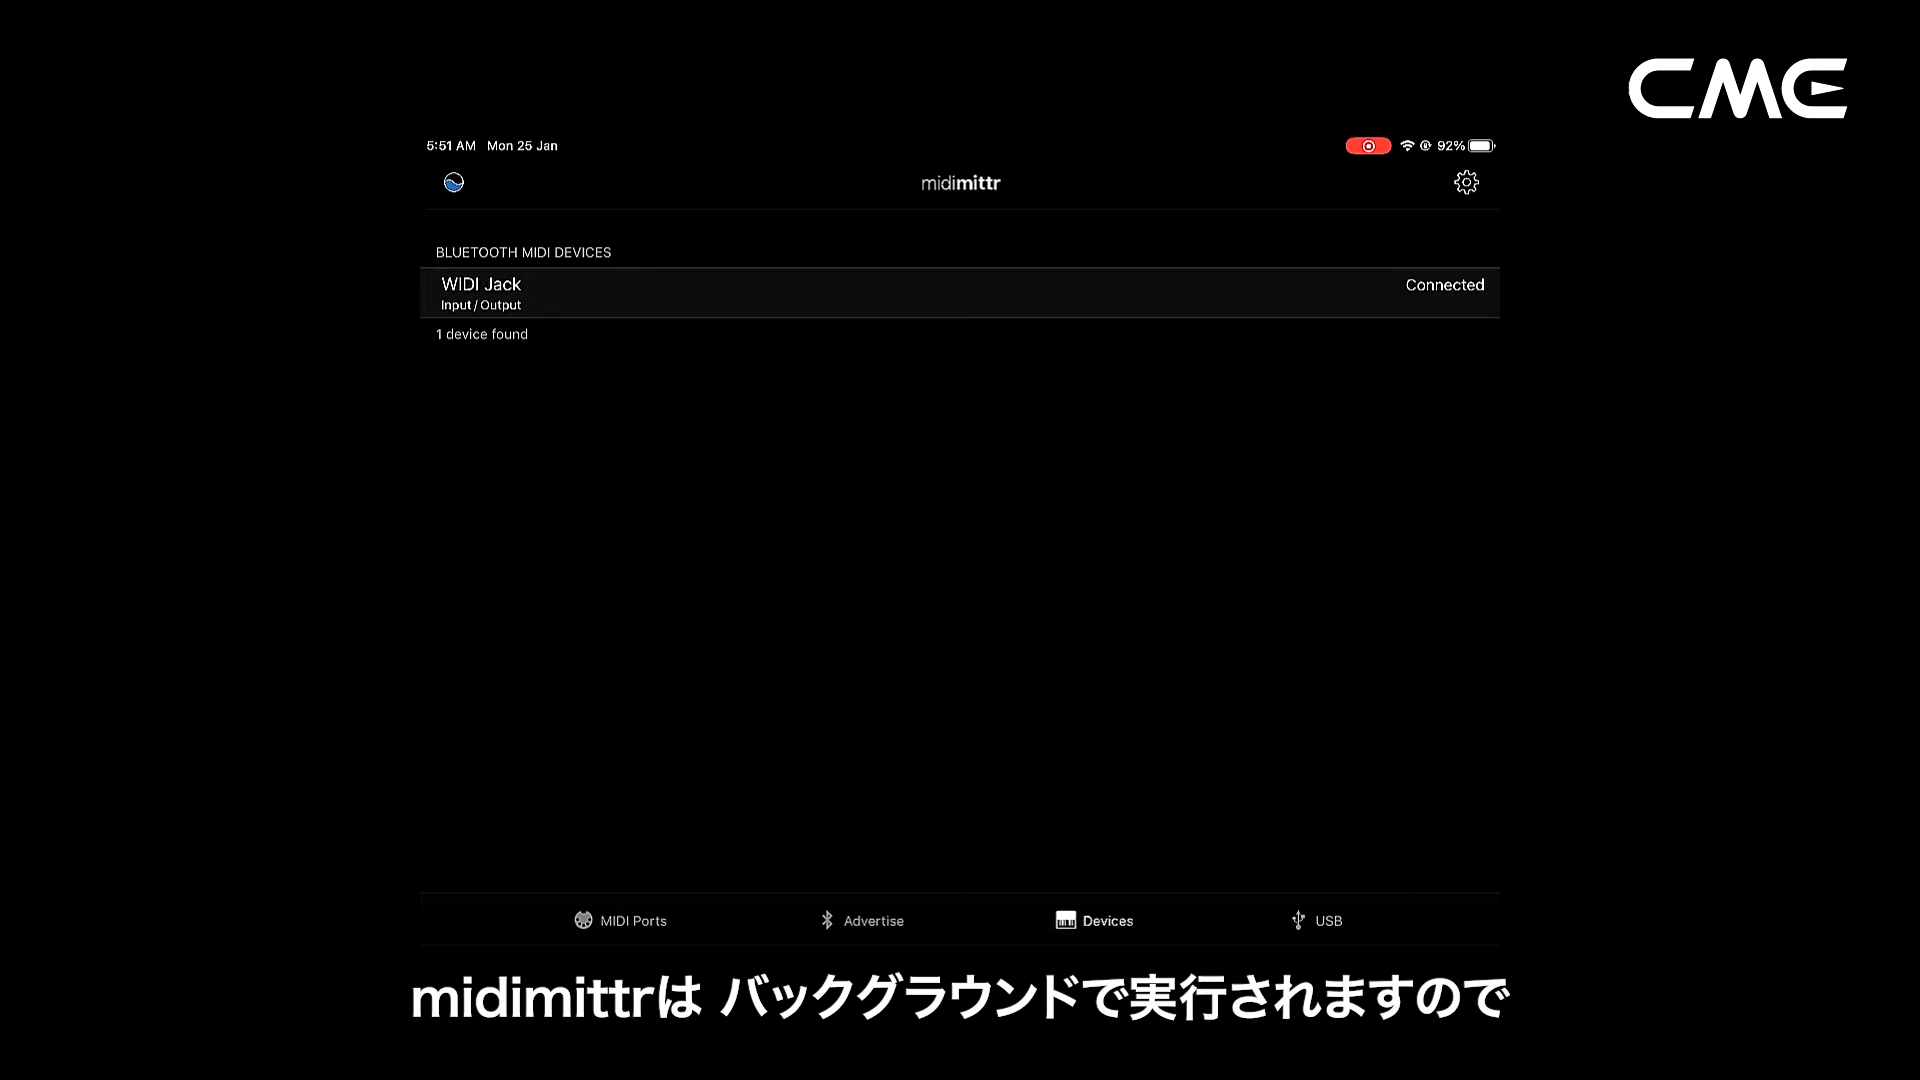 CME
5:51 AM Mon 25 Jan
92%
midimittr
BLUETOOTH MIDI DEVICES
WIDI Jack
Connected
Input / Output
1 device found
MIDI Ports
Advertise
Devices
USB
midimittrは バックグラウンドで実行されますので